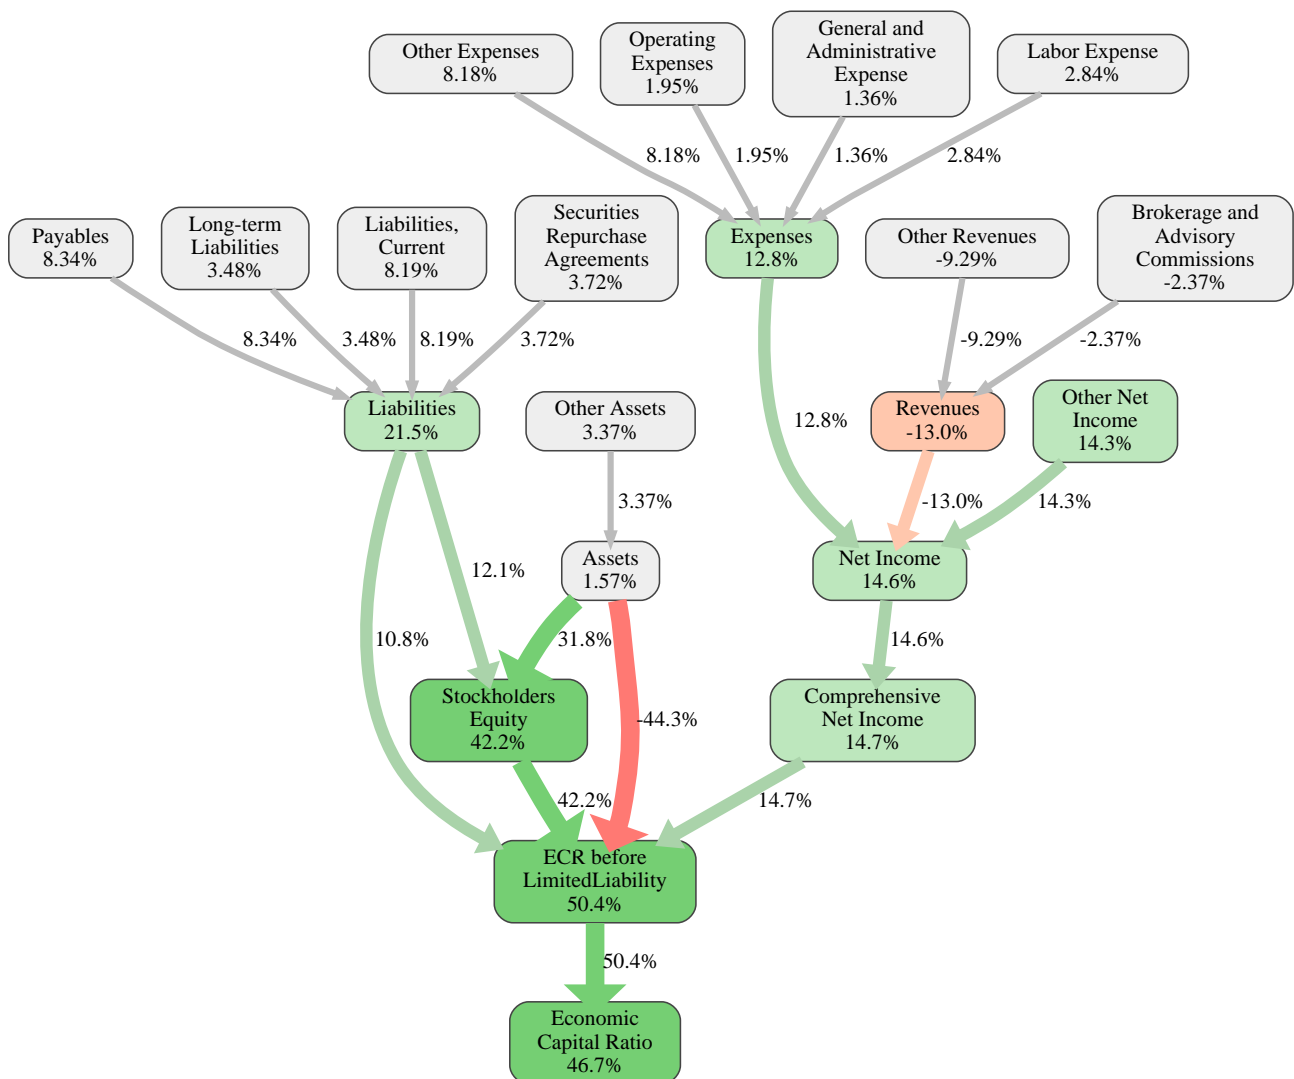 Other Expenses
8.18%
Operating
Expenses
1.95%
General and
Administrative
Expense
1.36%
Labor Expense
2.84%
8.18%
1.95%
1.36%
2.84%
Payables
8.34%
Long-term
Liabilities
3.48%
Liabilities,
Current
8.19%
Securities
Repurchase
Agreements
3.72%
Expenses
12.8%
Other Revenues
-9.29%
Brokerage and
Advisory
Commissions
-2.37%
8.34%
3.48%
8.19%
3.72%
-9.29%
-2.37%
Liabilities
21.5%
Other Assets
3.37%
12.8%
Revenues
-13.0%
Other Net
Income
14.3%
3.37%
-13.0%
14.3%
12.1%
Assets
1.57%
Net Income
14.6%
10.8%
31.8%
14.6%
Stockholders
Equity
42.2%
-44.3%
Comprehensive
Net Income
14.7%
42.2%
14.7%
ECR before
LimitedLiability
50.4%
50.4%
Economic
Capital Ratio
46.7%